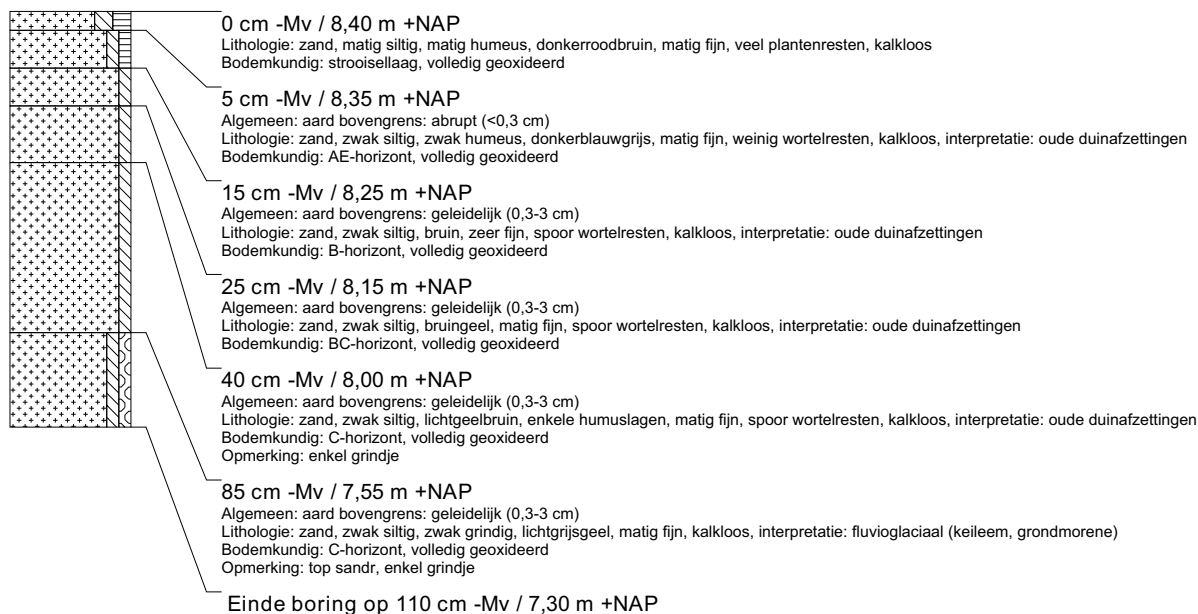 0 cm -Mv / 8,40 m +NAP
Lithologie: zand, matig siltig, matig humeus, donkerroodbruin, matig fijn, veel plantenresten, kalkloos
Bodemkundig: strooisellaag, volledig geoxideerd
5 cm -Mv / 8,35 m +NAP
Algemeen: aard bovengrens: abrupt (<0,3 cm)
Lithologie: zand, zwak siltig, zwak humeus, donkerblauwgrijs, matig fijn, weinig wortelresten, kalkloos, interpretatie: oude duinafzettingen
Bodemkundig: AE-horizont, volledig geoxideerd
15 cm -Mv / 8,25 m +NAP
Algemeen: aard bovengrens: geleidelijk (0,3-3 cm)
Lithologie: zand, zwak siltig, bruin, zeer fijn, spoor wortelresten, kalkloos, interpretatie: oude duinafzettingen
Bodemkundig: B-horizont, volledig geoxideerd
25 cm -Mv / 8,15 m +NAP
Algemeen: aard bovengrens: geleidelijk (0,3-3 cm)
Lithologie: zand, zwak siltig, bruingeel, matig fijn, spoor wortelresten, kalkloos, interpretatie: oude duinafzettingen
Bodemkundig: BC-horizont, volledig geoxideerd
40 cm -Mv / 8,00 m +NAP
Algemeen: aard bovengrens: geleidelijk (0,3-3 cm)
Lithologie: zand, zwak siltig, lichtgeelbruin, enkele humuslagen, matig fijn, spoor wortelresten, kalkloos, interpretatie: oude duinafzettingen
Bodemkundig: C-horizont, volledig geoxideerd
Opmerking: enkel grindje
85 cm -Mv / 7,55 m +NAP
Algemeen: aard bovengrens: geleidelijk (0,3-3 cm)
Lithologie: zand, zwak siltig, zwak grindig, lichtgrijsgeel, matig fijn, kalkloos, interpretatie: fluvioglaciaal (keileem, grondmorene)
Bodemkundig: C-horizont, volledig geoxideerd
Opmerking: top sandr, enkel grindje
Einde boring op 110 cm -Mv / 7,30 m +NAP